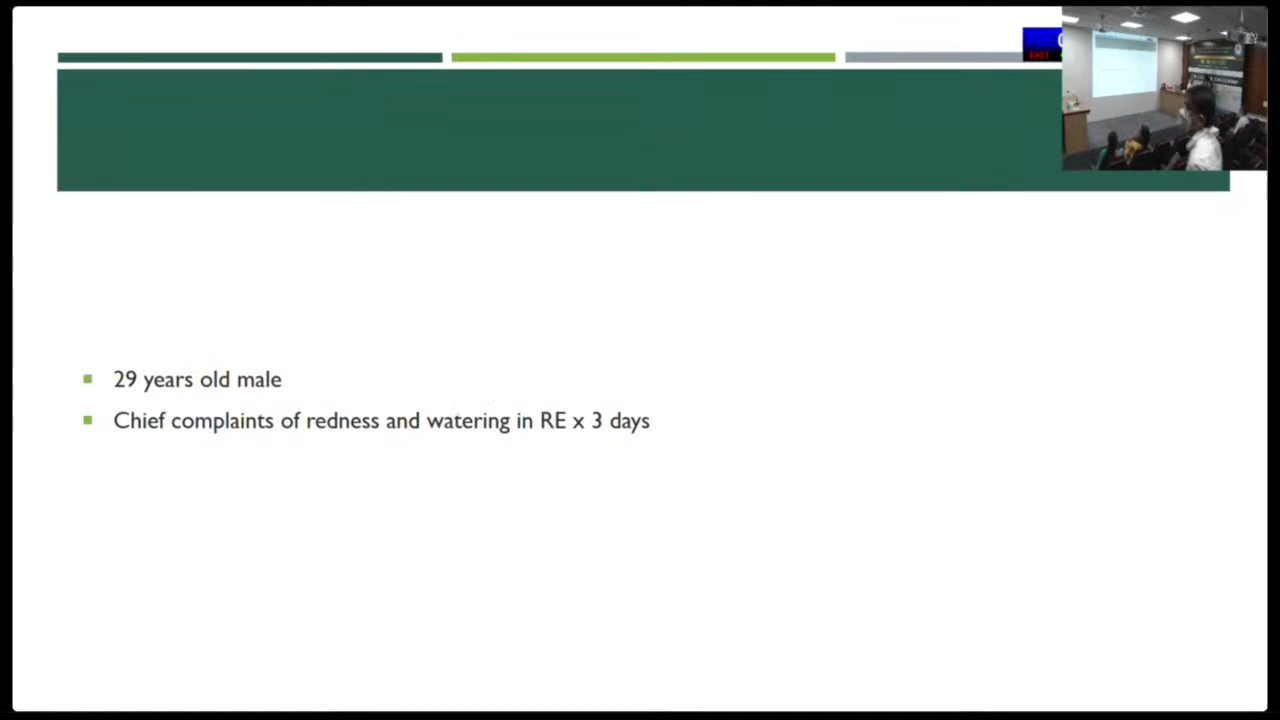 29 years old male
Chief complaints of redness and watering in RE x 3 days